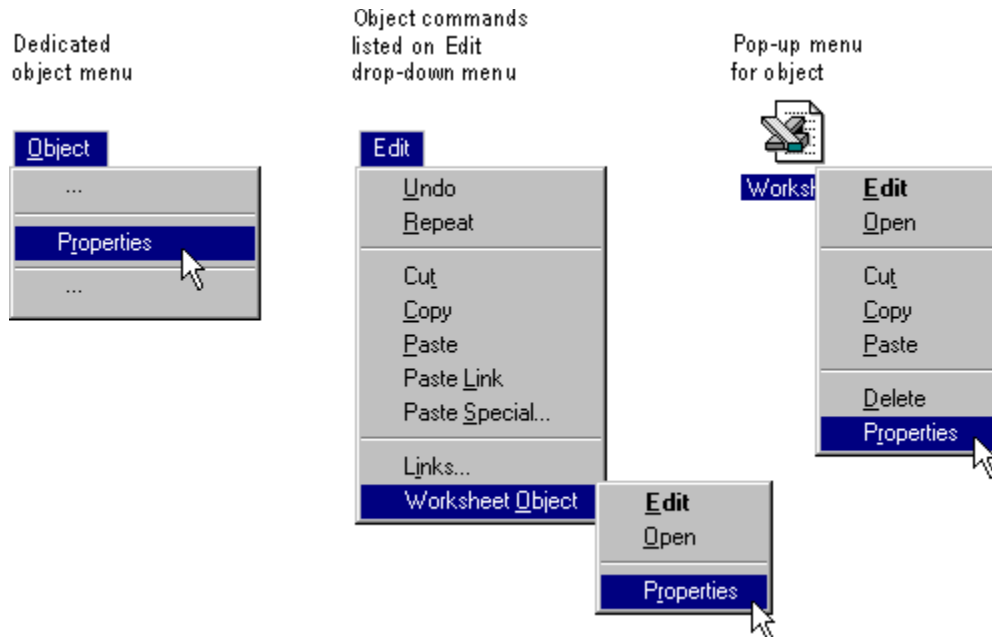 Dedicated
object menu
Object
...
Properties
...
Object commands
listed on Edit
drop-down menu
Edit
Undo
Repeat
Cut
Copy
Paste
Paste Link
Paste Special...
Links...
Worksheet Object
Edit
Open
Properties
Pop-up menu
for object
Edit
Open
Cut
Copy
Paste
Delete
Properties